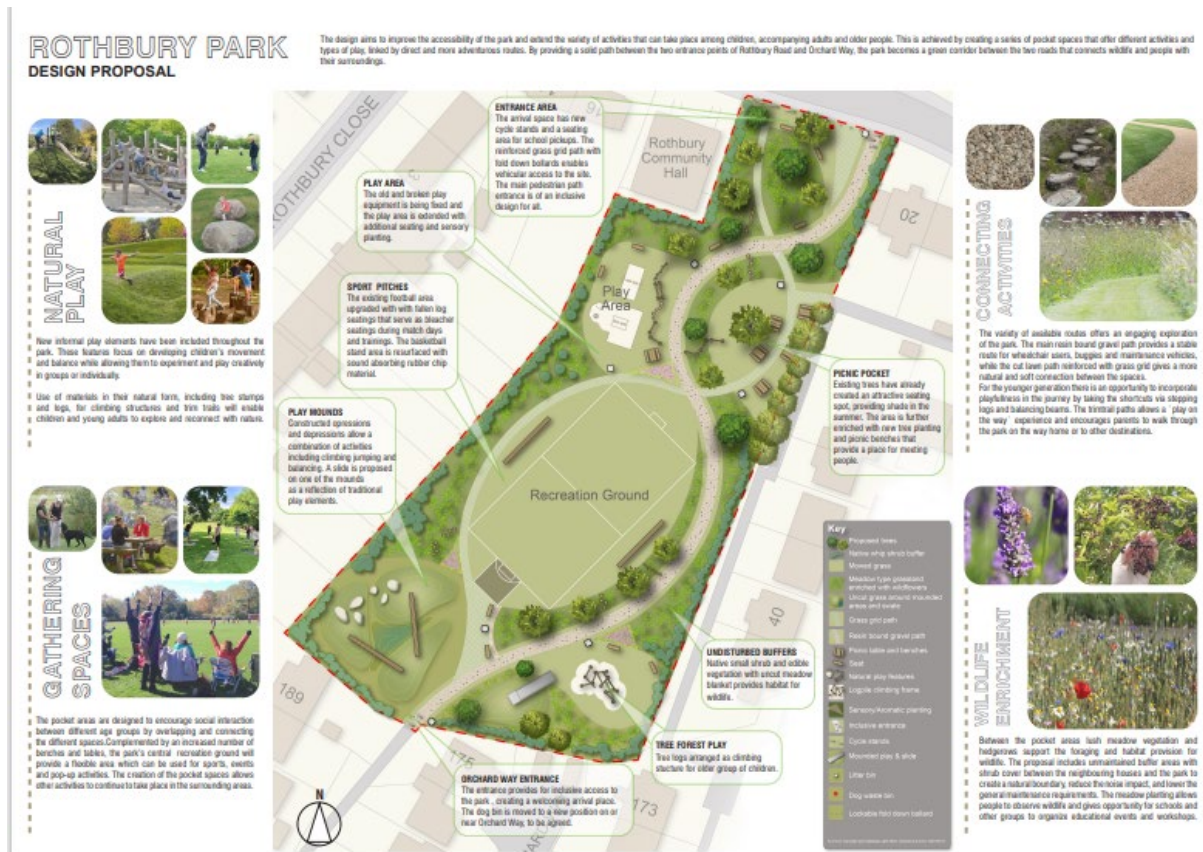 ROTHBURY PARK
DESIGN PROPOSAL
The design aims to improve the accessibility of the park and extend the variety of activities that can take place among children, accompanying adults and older people. This is achieved by creating a series of pocket spaces that offer different activities and
types of play, linked by direct and more adventurous routes. By providing a solid path between the two entrance points of Rothbury Road and Orchard Way, the park becomes a green corridor between the two roads that connects wildlife and people with
their surroundings.
NATURAL
PLAY
New informal play elements have been included throughout the
park. These features focus on developing children's movement
and balance while allowing them to experiment and play creatively
in groups or individually.
Use of materials in their natural form, including tree stumps
and logs, for climbing structures and trim trails will enable
children and young adults to explore and reconnect with nature.
GATHERING
SPACES
The pocket areas are designed to encourage social interaction
between different age groups by overlapping and connecting
the different spaces.Complemented by an increased number of
benches and tables, the park's central recreation ground will
provide a flexible area which can be used for sports, events
and pop-up activities. The creation of the pocket spaces allows
other activities to continue to take place in the surrounding areas.
ROTHBURY CLOSE
ENTRANCE AREA
The arrival space has new
cycle stands and a seating
area for school pickups. The
reinforced grass grid path with
fold down bollards enables
vehicular access to the site.
The main pedestrian path
entrance is of an inclusive
design for all.
16
Rothbury
Community
Hall
20
PLAY AREA
The old and broken play
equipment is being fixed and
the play area is extended with
additional seating and sensory
planting.
Play
Area
SPORT PITCHES
The existing football area
upgraded with with fallen log
seatings that serve as bleacher
seatings during match days
and trainings. The basketball
stand area is resurfaced with
sound absorbing rubber chip
material.
PICNIC POCKET
Existing trees have already
created an attractive seating
spot, providing shade in the
summer. The area is further
enriched with new tree planting
and picnic benches that
provide a place for meeting
people.
PLAY MOUNDS
Constructed opressions
and depressions allow a
combination of activities
including climbing jumping and
balancing. A slide is proposed
on one of the mounds
as a reflection of traditional
play elements.
Recreation Ground
40
UNDISTURBED BUFFERS
Native small shrub and edible
vegetation with uncut meadow
blanket provides habitat for
wildlife.
189
175
173
TREE FOREST PLAY
Tree logs arranged as climbing
stucture for older group of children.
ORCHARD WAY ENTRANCE
The entrance provides for inclusive access to
the park , creating a welcoming arrival place.
The dog bin is moved to a new position on or
near Orchard Way, to be agreed.
N
Key
Proposed trees
Native whip shrub buffer
Mowed grass
Meadow type grassland
enriched with wildflowers
Uncut grass around mounded
areas and swale
Grass grid path
Resin bound gravel path
Picnic table and benches
Seat
Natural play features
Logpile climbing frame
Sensory/Aromatic planting
Inclusive entrance
Cycle stands
Mounded play & slide
Litter bin
Dog waste bin
Lockable fold down bollard
CONNECTING
ACTIVITIES
The variety of available routes offers an engaging exploration
of the park. The main resin bound gravel path provides a stable
route for wheelchair users, buggies and maintenance vehicles,
while the cut lawn path reinforced with grass grid gives a more
natural and soft connection between the spaces.
For the younger generation there is an opportunity to incorporate
playfulness in the journey by taking the shortcuts via stepping
logs and balancing beams. The trimtrail paths allows a ` play on
the way` experience and encourages parents to walk through
the park on the way home or to other destinations.
WILDLIFE
ENRICHMENT
Between the pocket areas lush meadow vegetation and
hedgerows support the foraging and habitat provision for
wildlife. The proposal includes unmaintained buffer areas with
shrub cover between the neighbouring houses and the park to
create a natural boundary, reduce the noise impact, and lower the
general maintenance requirements. The meadow planting allows
people to observe wildlife and gives opportunity for schools and
other groups to organize educational events and workshops.